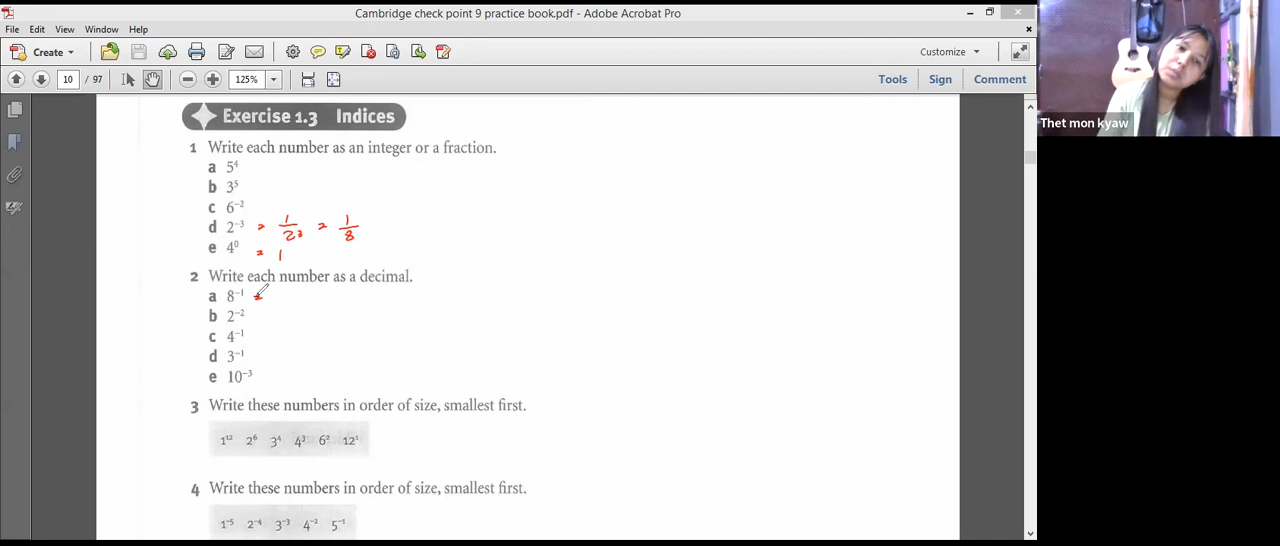 Cambridge check point 9 practice book.pdf - Adobe Acrobat Pro
File Edit View Window Help
Create Customize
10 / 97 125% Tools Sign Comment
Thet mon kyaw
Exercise 1.3 Indices
1 Write each number as an integer or a fraction.
a 5⁴
b 3⁵
c 6⁻²
d 2⁻³ = 1/2³ = 1/8
e 4⁰ = 1
2 Write each number as a decimal.
a 8⁻¹ =
b 2⁻²
c 4⁻¹
d 3⁻¹
e 10⁻³
3 Write these numbers in order of size, smallest first.
1¹² 2⁶ 3⁴ 4³ 6² 12¹
4 Write these numbers in order of size, smallest first.
1⁻⁵ 2⁻⁴ 3⁻³ 4⁻² 5⁻¹